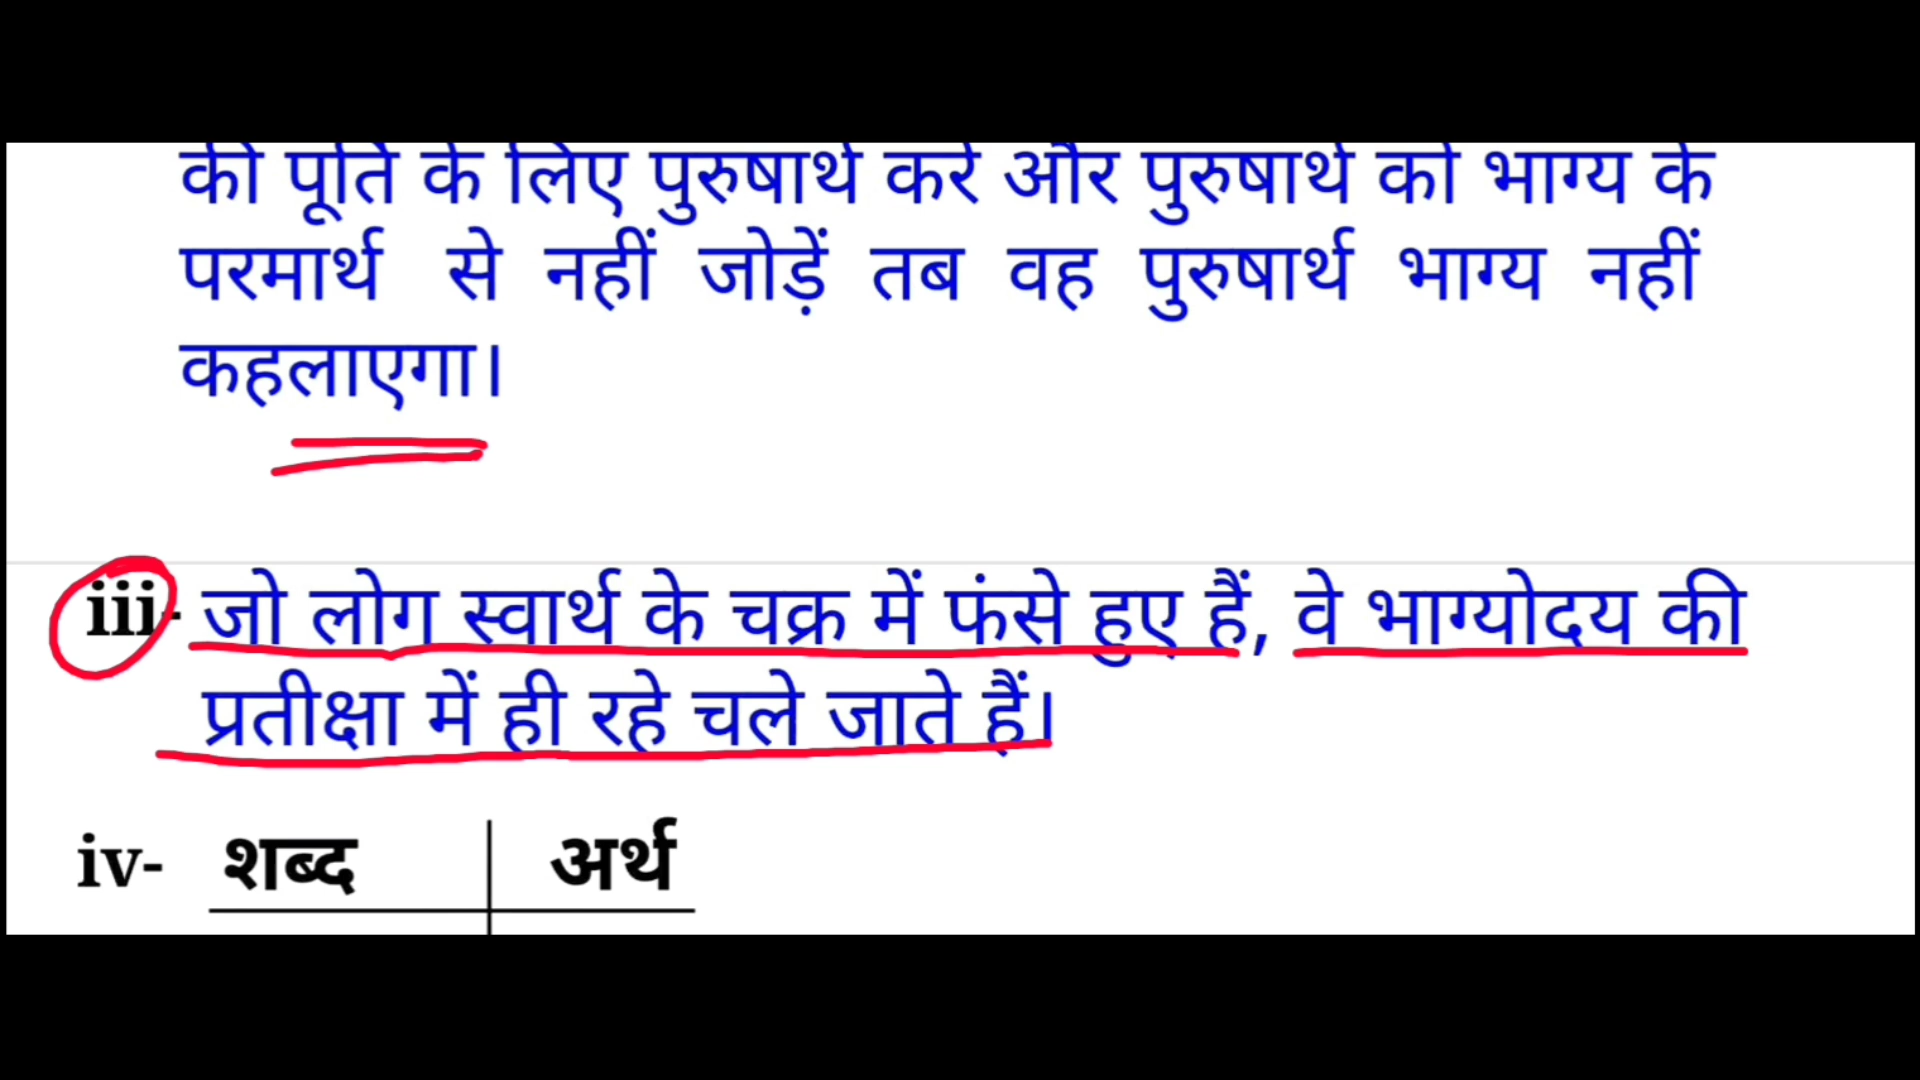 की पूर्ति के लिए पुरुषार्थ करें और पुरुषार्थ को भाग्य के
परमार्थ से नहीं जोड़ें तब वह पुरुषार्थ भाग्य नहीं
कहलाएगा।
iii- जो लोग स्वार्थ के चक्र में फंसे हुए हैं, वे भाग्योदय की
प्रतीक्षा में ही रहे चले जाते हैं।
iv- शब्द अर्थ